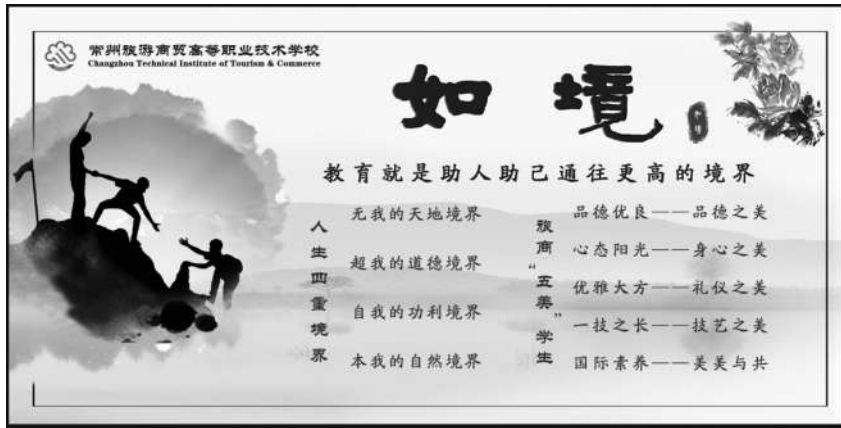 常州旅游商贸高等职业技术学校
Changzhou Technical Institute of Tourism & Commerce
如境
教育就是助人助己通往更高的境界
人生四重境界
无我的天地境界
超我的道德境界
自我的功利境界
本我的自然境界
旅商“五美”学生
品德优良——品德之美
心态阳光——身心之美
优雅大方——礼仪之美
一技之长——技艺之美
国际素养——美美与共